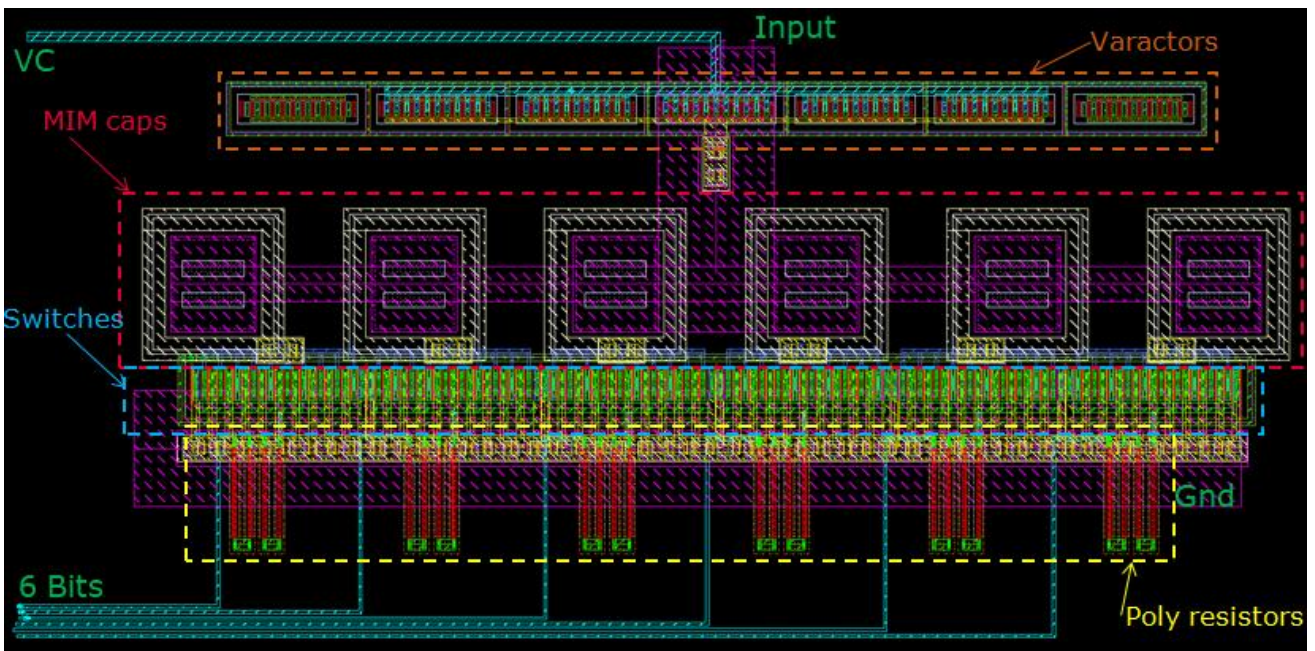 Input
Varactors
VC
MIM caps
Switches
Gnd
6 Bits
Poly resistors